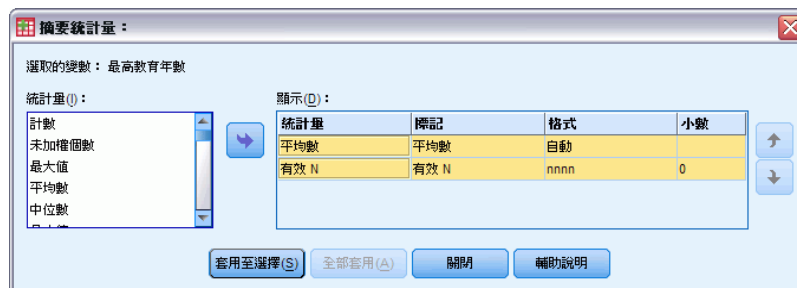 摘要統計量：
選取的變數： 最高教育年數
統計量(I)：
計數
未加權個數
最大值
平均數
中位數
顯示(D)：
統計量 標記 格式 小數
平均數 平均數 自動
有效 N 有效 N nnnn 0
套用至選擇(S) 全部套用(A) 關閉 輔助說明